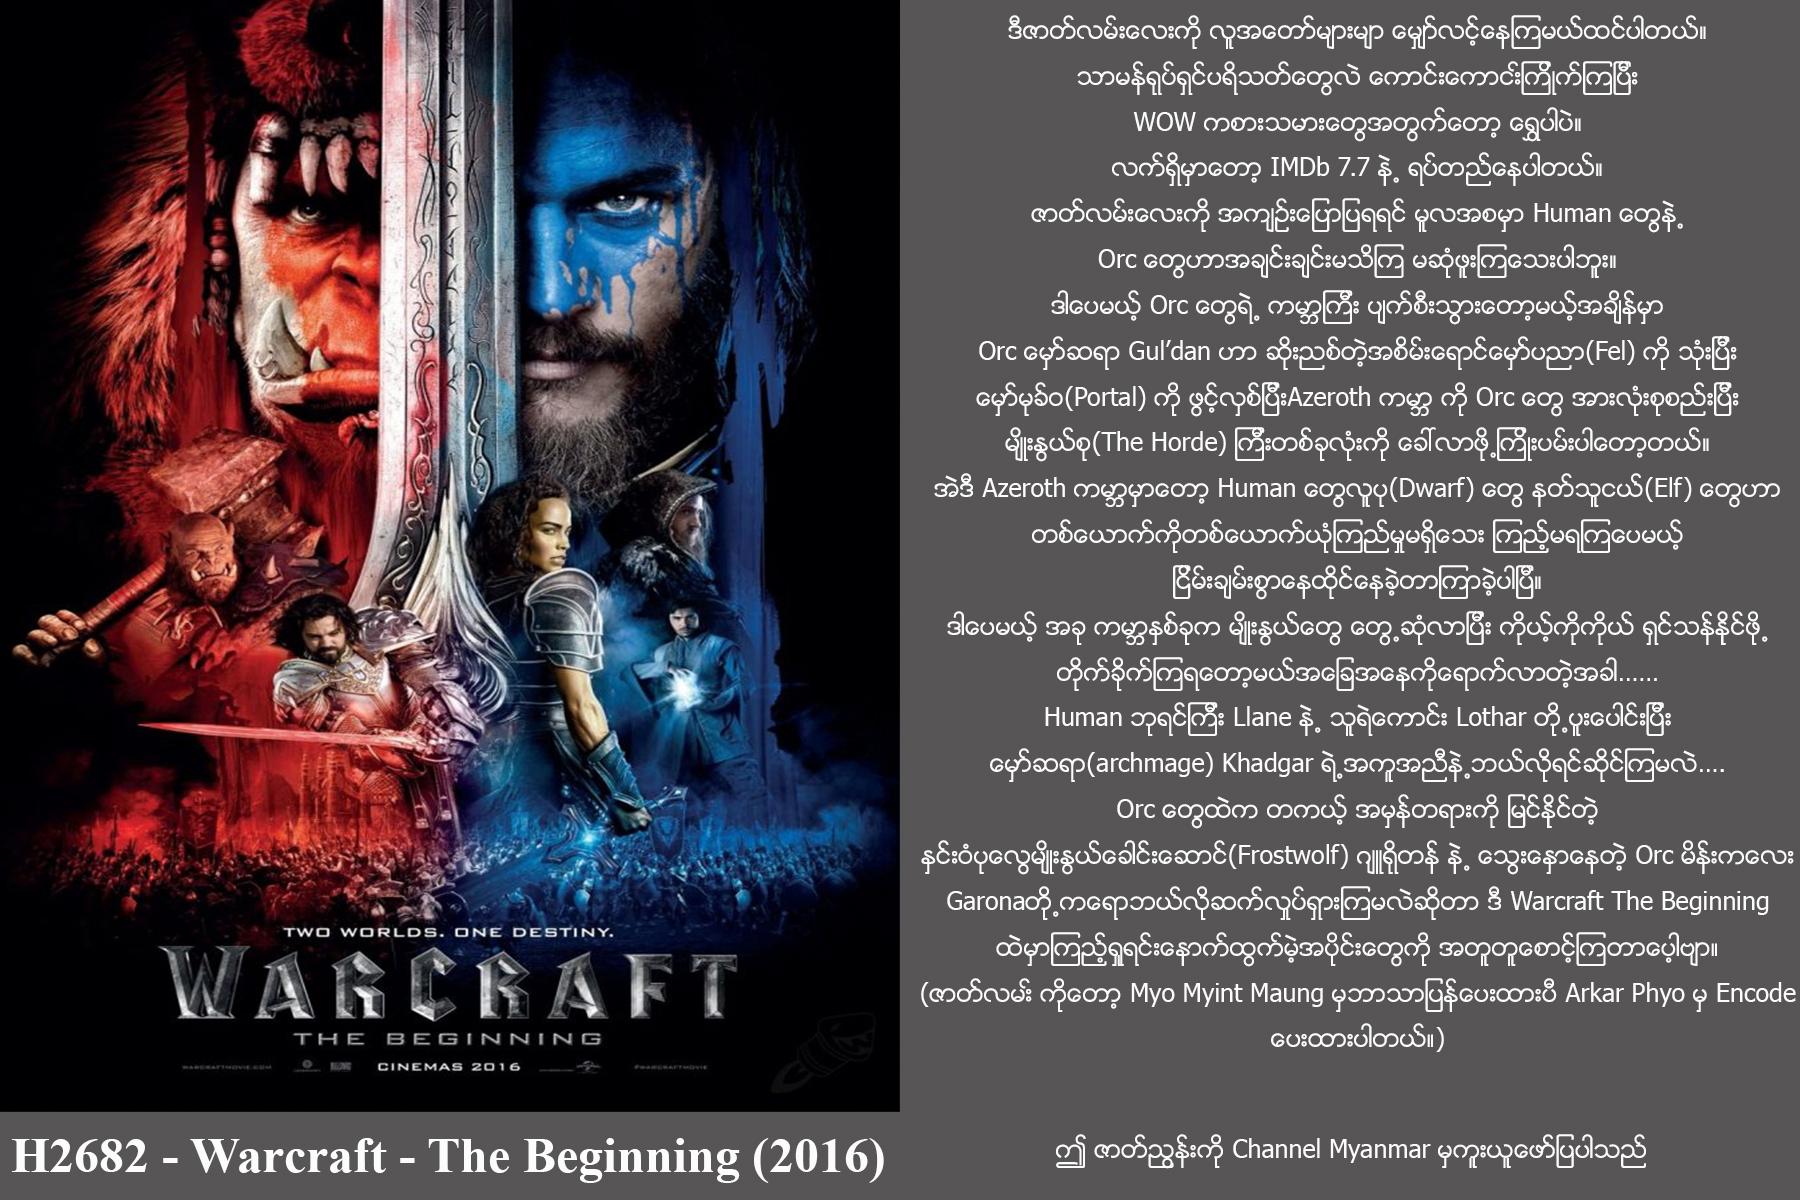 TWO WORLDS. ONE DESTINY.
WARCRAFT
THE BEGINNING
WARCRAFTMOVIE.COM
CINEMAS 2016
#WARCRAFTMOVIE
H2682 - Warcraft - The Beginning (2016)
ဒီဇာတ်လမ်းလေးကို လူအတော်များများ မျှော်လင့်နေကြမယ်ထင်ပါတယ်။
သာမန်ရုပ်ရှင်ပရိသတ်တွေလဲ ကောင်းကောင်းကြိုက်ကြပြီး
WOW ကစားသမားတွေအတွက်တော့ ရွှေပါပဲ။
လက်ရှိမှာတော့ IMDb 7.7 နဲ့ ရပ်တည်နေပါတယ်။
ဇာတ်လမ်းလေးကို အကျဉ်းပြောပြရရင် မူလအစမှာ Human တွေနဲ့
Orc တွေဟာအချင်းချင်းမသိကြ မဆုံဖူးကြသေးပါဘူး။
ဒါပေမယ့် Orc တွေရဲ့ ကမ္ဘာကြီး ပျက်စီးသွားတော့မယ့်အချိန်မှာ
Orc မှော်ဆရာ Gul’dan ဟာ ဆိုးညစ်တဲ့အစိမ်းရောင်မှော်ပညာ(Fel) ကို သုံးပြီး
မှော်မုခ်ဝ(Portal) ကို ဖွင့်လှစ်ပြီးAzeroth ကမ္ဘာ ကို Orc တွေ အားလုံးစုစည်းပြီး
မျိုးနွယ်စု(The Horde) ကြီးတစ်ခုလုံးကို ခေါ်လာဖို့ကြိုးပမ်းပါတော့တယ်။
အဲဒီ Azeroth ကမ္ဘာမှာတော့ Human တွေလူပု(Dwarf) တွေ နတ်သူငယ်(Elf) တွေဟာ
တစ်ယောက်ကိုတစ်ယောက်ယုံကြည်မှုမရှိသေး ကြည့်မရကြပေမယ့်
ငြိမ်းချမ်းစွာနေထိုင်နေခဲ့တာကြာခဲ့ပါပြီ။
ဒါပေမယ့် အခု ကမ္ဘာနှစ်ခုက မျိုးနွယ်တွေ တွေ့ဆုံလာပြီး ကိုယ့်ကိုကိုယ် ရှင်သန်နိုင်ဖို့
တိုက်ခိုက်ကြရတော့မယ်အခြေအနေကိုရောက်လာတဲ့အခါ……
Human ဘုရင်ကြီး Llane နဲ့ သူရဲကောင်း Lothar တို့ပူးပေါင်းပြီး
မှော်ဆရာ(archmage) Khadgar ရဲ့အကူအညီနဲ့ဘယ်လိုရင်ဆိုင်ကြမလဲ….
Orc တွေထဲက တကယ့် အမှန်တရားကို မြင်နိုင်တဲ့
နှင်းဝံပုလွေမျိုးနွယ်ခေါင်းဆောင်(Frostwolf) ဂျူရိုတန် နဲ့ သွေးနှောနေတဲ့ Orc မိန်းကလေး
Garonaတို့ကရောဘယ်လိုဆက်လှုပ်ရှားကြမလဲဆိုတာ ဒီ Warcraft The Beginning
ထဲမှာကြည့်ရှုရင်းနောက်ထွက်မဲ့အပိုင်းတွေကို အတူတူစောင့်ကြတာပေ့ါဗျာ။
(ဇာတ်လမ်း ကိုတော့ Myo Myint Maung မှဘာသာပြန်ပေးထားပီ Arkar Phyo မှ Encode
ပေးထားပါတယ်။)
ဤ ဇာတ်ညွှန်းကို Channel Myanmar မှကူးယူဖော်ပြပါသည်